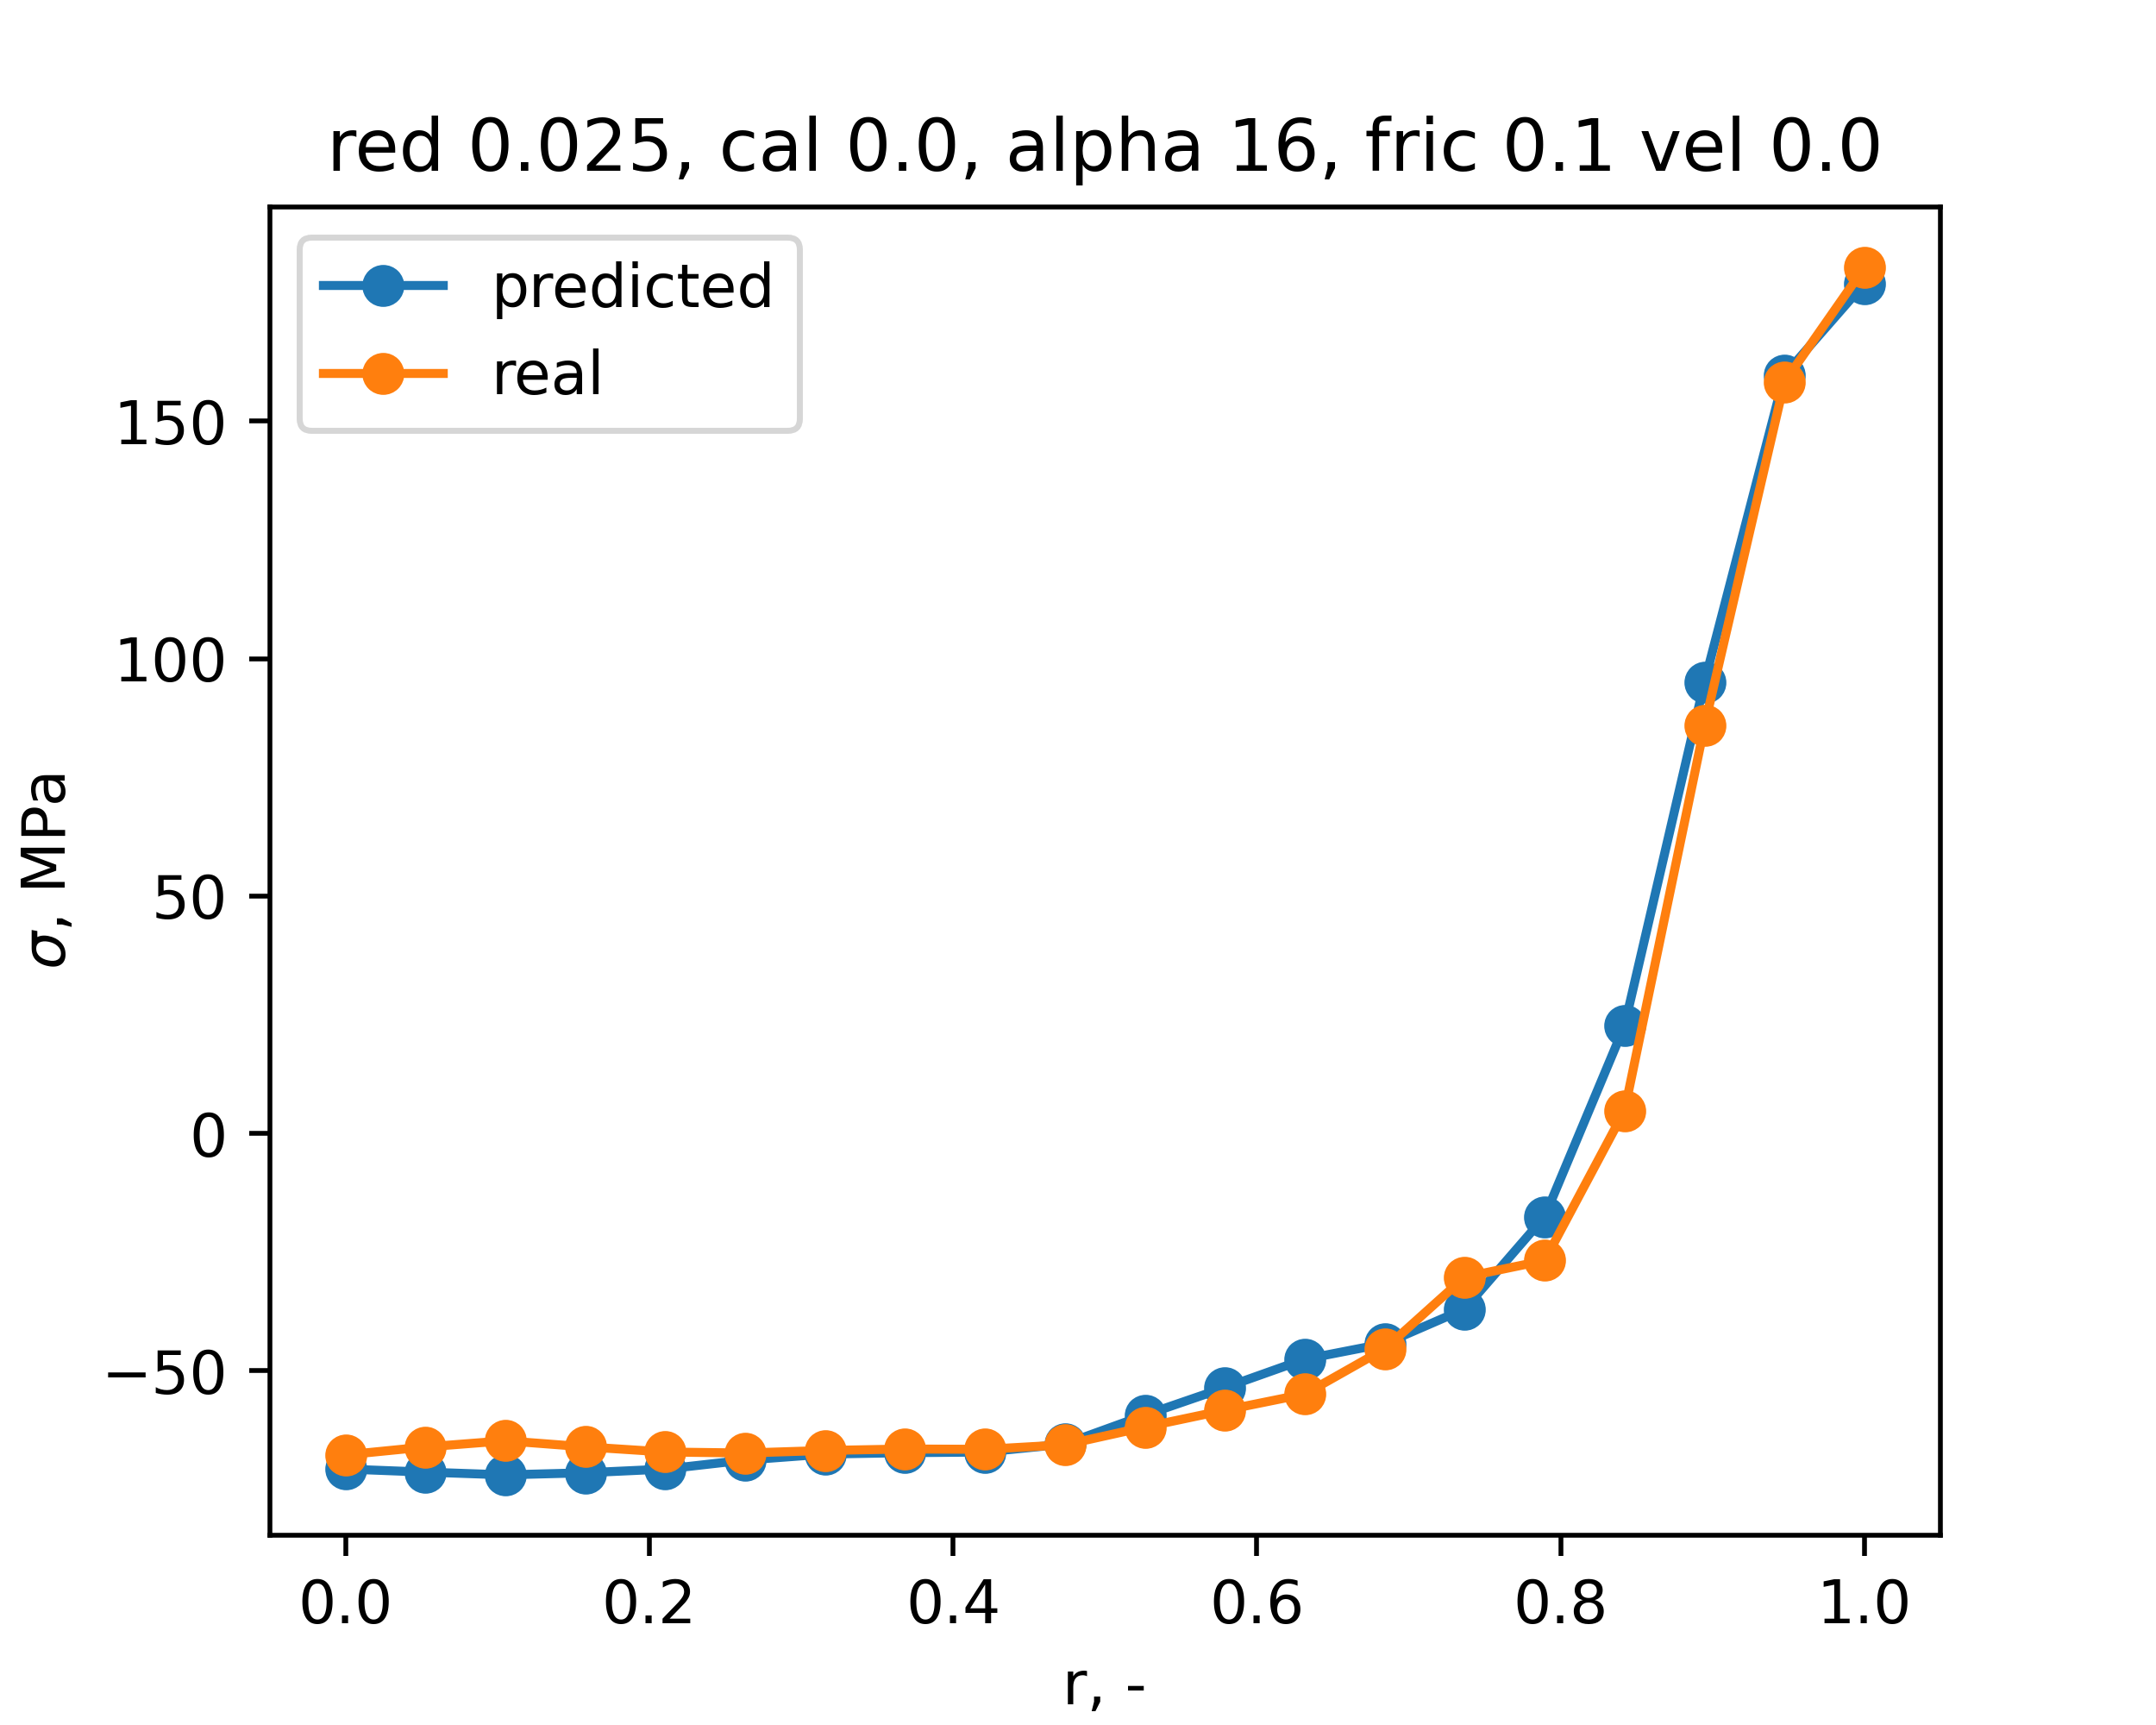 red 0.025, cal 0.0, alpha 16, fric 0.1 vel 0.0
predicted
real
150
100
50
0
−50
σ, MPa
0.0 0.2 0.4 0.6 0.8 1.0
r, -